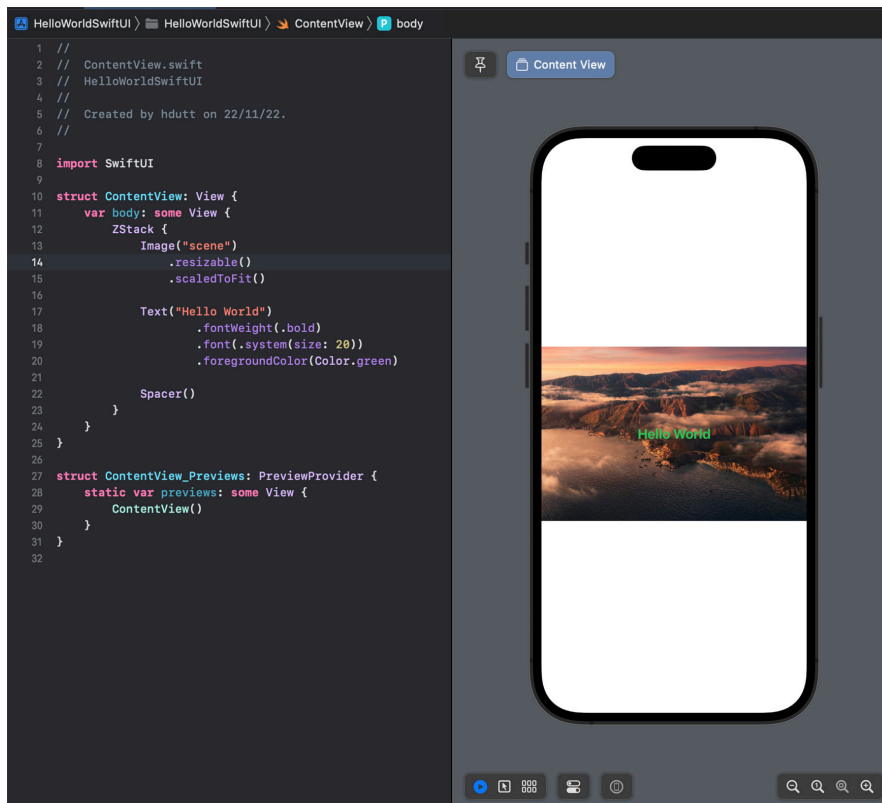 HelloWorldSwiftUI 〉 HelloWorldSwiftUI 〉 ContentView 〉 P body
1 //
2 //  ContentView.swift
3 //  HelloWorldSwiftUI
4 //
5 //  Created by hdutt on 22/11/22.
6 //
7
8 import SwiftUI
9
10 struct ContentView: View {
11     var body: some View {
12         ZStack {
13             Image("scene")
14                 .resizable()
15                 .scaledToFit()
16
17             Text("Hello World")
18                     .fontWeight(.bold)
19                     .font(.system(size: 20))
20                     .foregroundColor(Color.green)
21
22             Spacer()
23         }
24     }
25 }
26
27 struct ContentView_Previews: PreviewProvider {
28     static var previews: some View {
29         ContentView()
30     }
31 }
32
Content View
Hello World